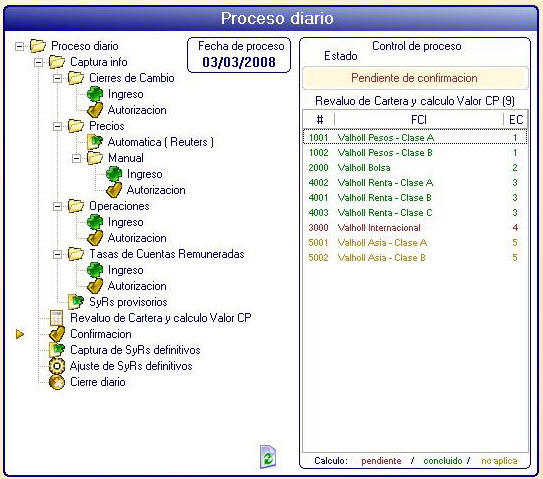 Proceso diario
Proceso diario
Captura info
Cierres de Cambio
Ingreso
Autorizacion
Precios
Automatica ( Reuters )
Manual
Ingreso
Autorizacion
Operaciones
Ingreso
Autorizacion
Tasas de Cuentas Remuneradas
Ingreso
Autorizacion
SyRs provisorios
Revaluo de Cartera y calculo Valor CP
Confirmacion
Captura de SyRs definitivos
Ajuste de SyRs definitivos
Cierre diario
Fecha de proceso
03/03/2008
Control de proceso
Estado
Pendiente de confirmacion
Revaluo de Cartera y calculo Valor CP (9)
# FCI EC
1001 Valholl Pesos - Clase A 1
1002 Valholl Pesos - Clase B 1
2000 Valholl Bolsa 2
4002 Valholl Renta - Clase A 3
4001 Valholl Renta - Clase B 3
4003 Valholl Renta - Clase C 3
3000 Valholl Internacional 4
5001 Valholl Asia - Clase A 5
5002 Valholl Asia - Clase B 5
Calculo: pendiente / concluido / no aplica